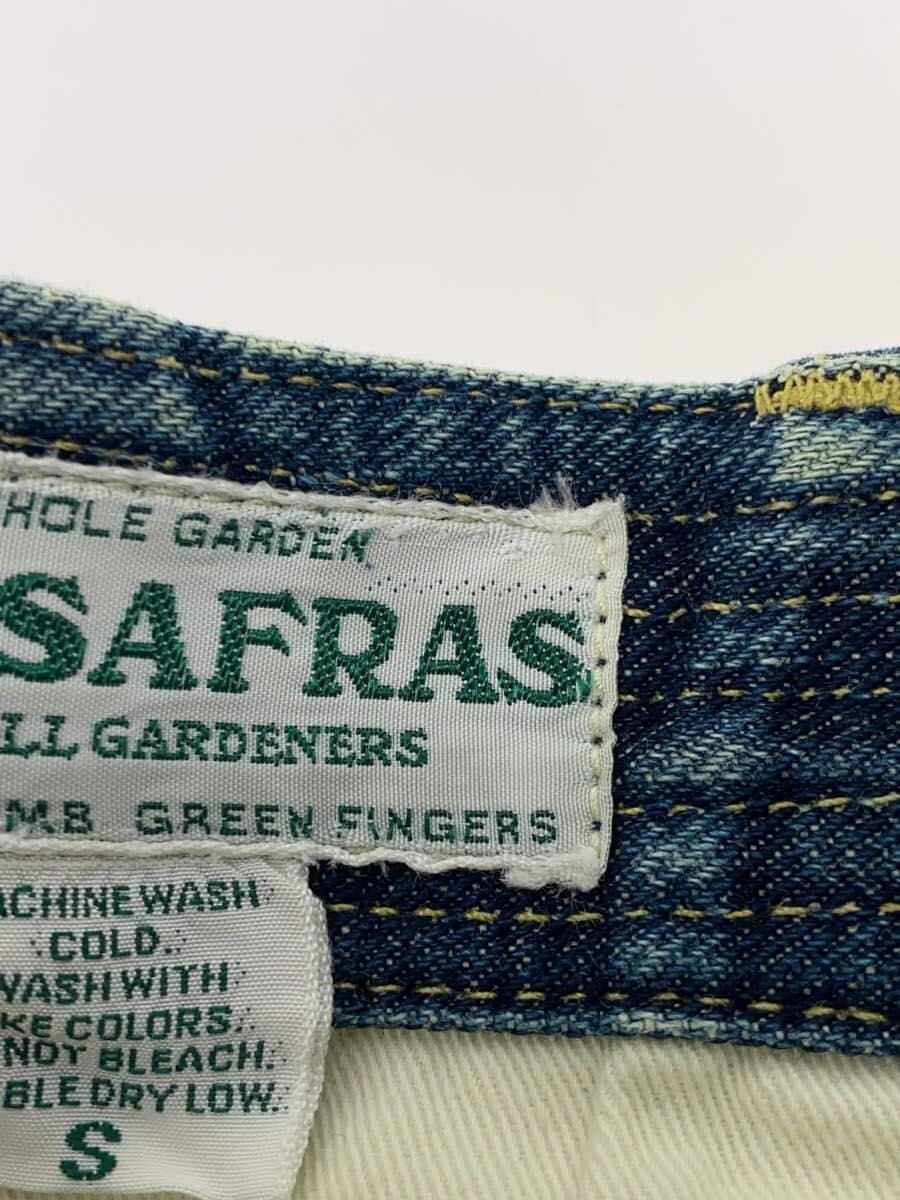 HOLE GARDEN
SAFRAS
LL GARDENERS
MB GREEN FINGERS
ACHINE WASH
COLD.
WASH WITH
KE COLORS.
NOT BLEACH.
BLE DRY LOW.
S